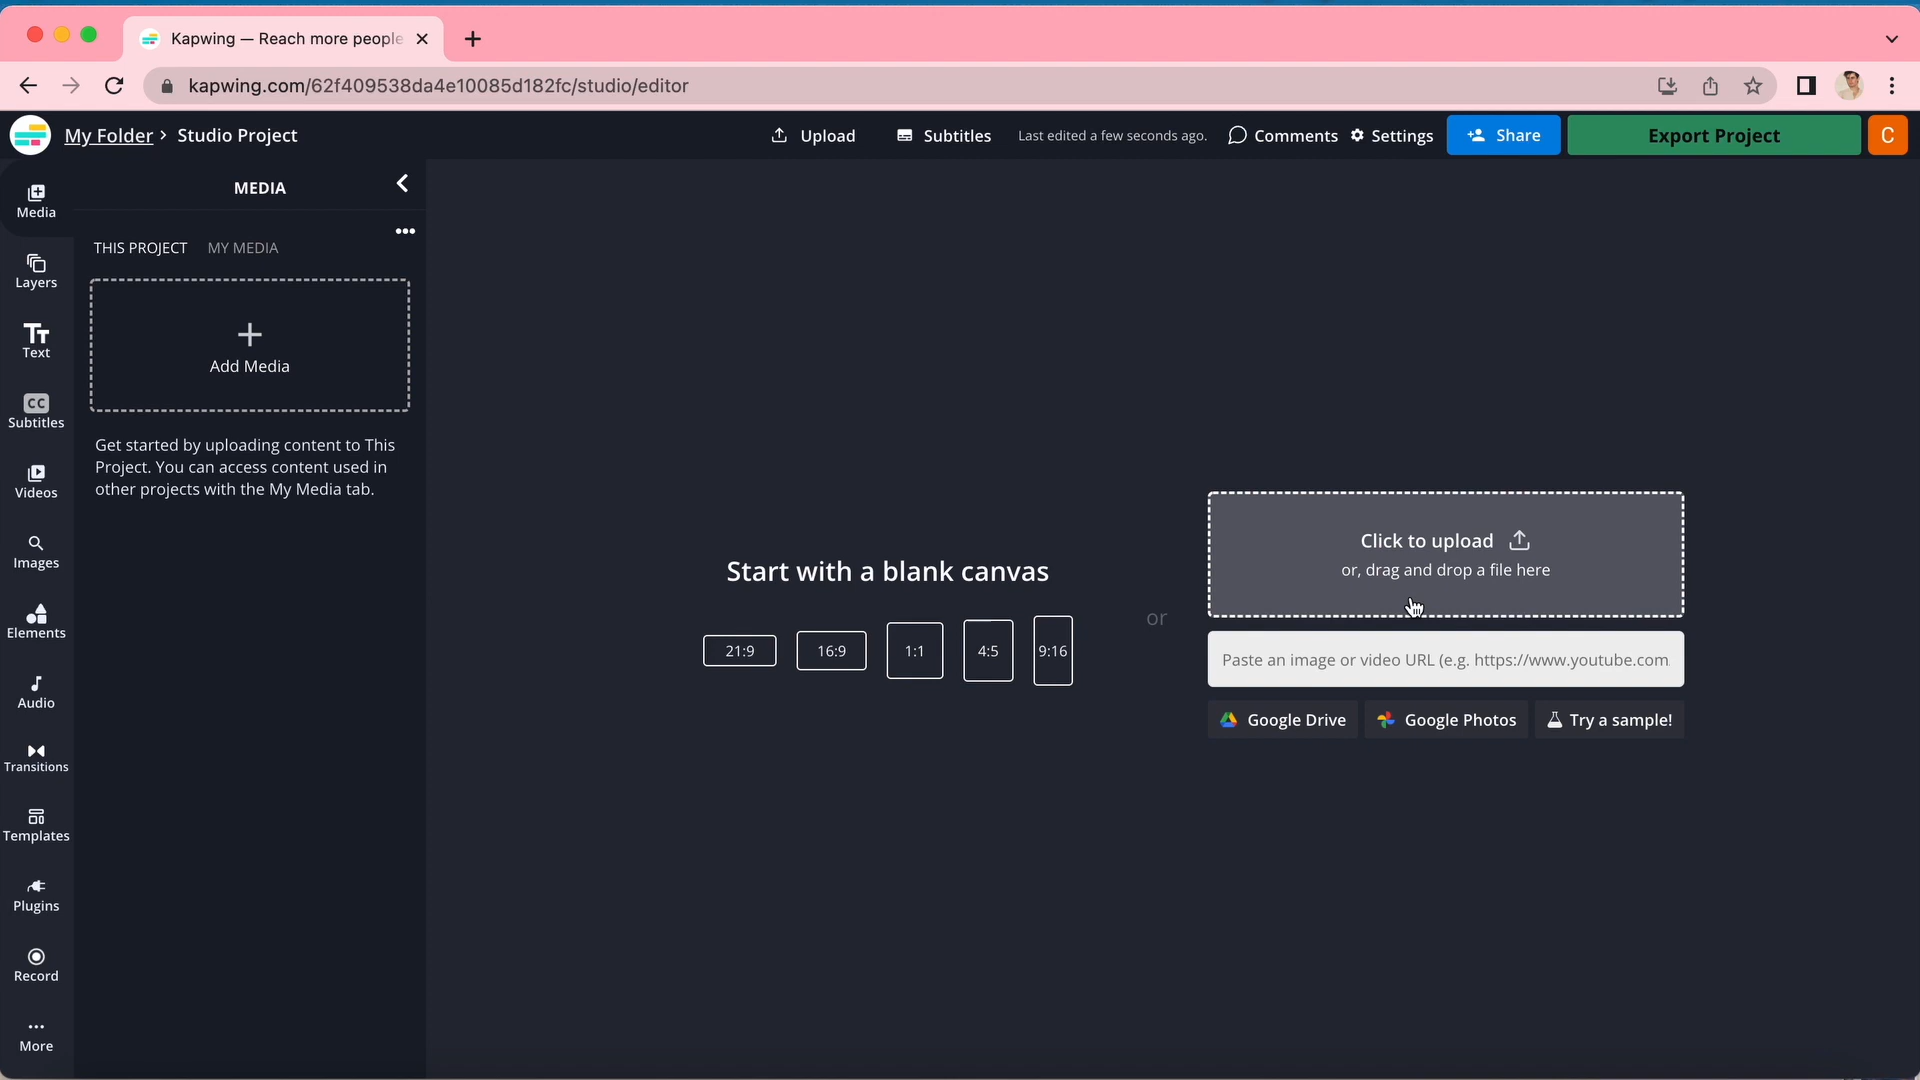 Kapwing — Reach more people
kapwing.com/62f409538da4e10085d182fc/studio/editor
My Folder > Studio Project
Upload
Subtitles
Last edited a few seconds ago.
Comments
Settings
Share
Export Project
C
Media
Layers
Text
CC
Subtitles
Videos
Images
Elements
Audio
Transitions
Templates
Plugins
Record
More
MEDIA
THIS PROJECT
MY MEDIA
Add Media
Get started by uploading content to This
Project. You can access content used in
other projects with the My Media tab.
Start with a blank canvas
21:9
16:9
1:1
4:5
9:16
or
Click to upload
or, drag and drop a file here
Paste an image or video URL (e.g. https://www.youtube.com
Google Drive
Google Photos
Try a sample!